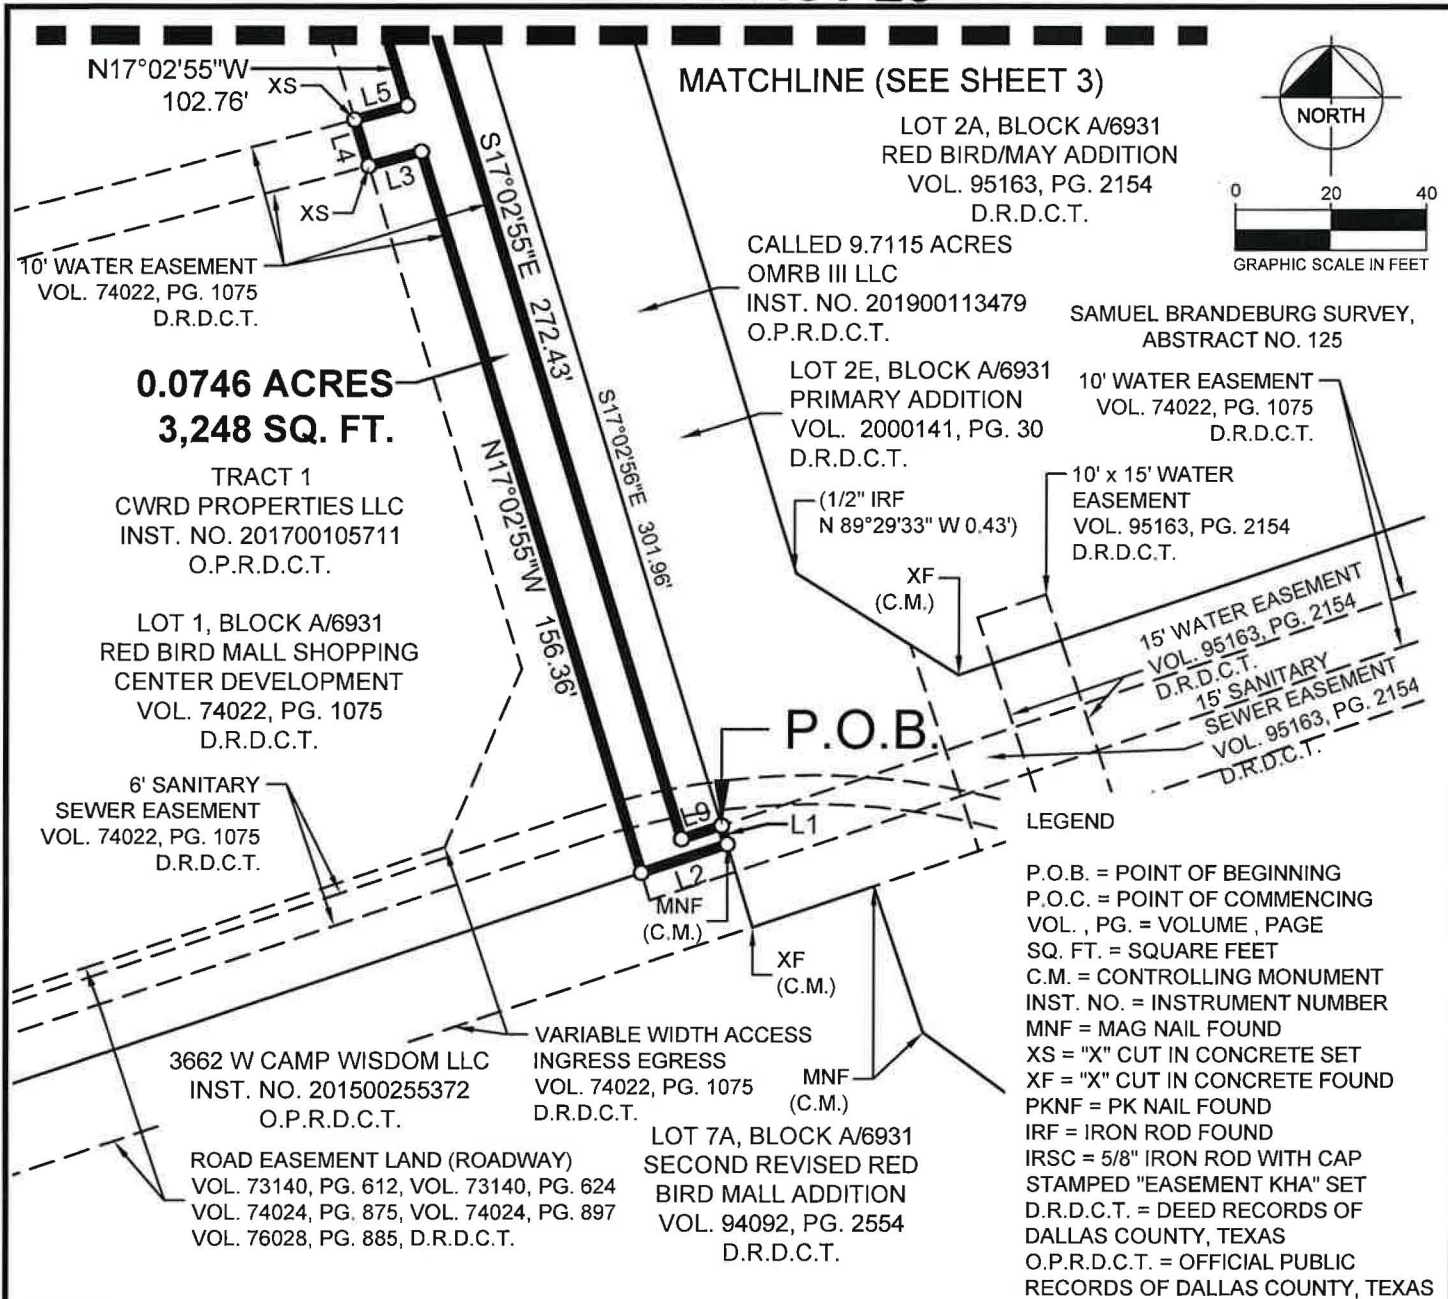 N17°02'55"W
102.76'
XS
L5
L4
L3
XS
MATCHLINE (SEE SHEET 3)
NORTH
0 20 40
GRAPHIC SCALE IN FEET
LOT 2A, BLOCK A/6931
RED BIRD/MAY ADDITION
VOL. 95163, PG. 2154
D.R.D.C.T.
10' WATER EASEMENT
VOL. 74022, PG. 1075
D.R.D.C.T.
S17°02'55"E 272.43'
CALLED 9.7115 ACRES
OMRB III LLC
INST. NO. 201900113479
O.P.R.D.C.T.
SAMUEL BRANDEBURG SURVEY,
ABSTRACT NO. 125
0.0746 ACRES
3,248 SQ. FT.
LOT 2E, BLOCK A/6931
PRIMARY ADDITION
VOL. 2000141, PG. 30
D.R.D.C.T.
10' WATER EASEMENT
VOL. 74022, PG. 1075
D.R.D.C.T.
S17°02'56"E 301.96'
N17°02'55"W 156.36'
TRACT 1
CWRD PROPERTIES LLC
INST. NO. 201700105711
O.P.R.D.C.T.
(1/2" IRF
N 89°29'33" W 0.43')
10' x 15' WATER
EASEMENT
VOL. 95163, PG. 2154
D.R.D.C.T.
XF
(C.M.)
LOT 1, BLOCK A/6931
RED BIRD MALL SHOPPING
CENTER DEVELOPMENT
VOL. 74022, PG. 1075
D.R.D.C.T.
15' WATER EASEMENT
VOL. 95163, PG. 2154
D.R.D.C.T.
15' SANITARY
SEWER EASEMENT
VOL. 95163, PG. 2154
D.R.D.C.T.
P.O.B.
6' SANITARY
SEWER EASEMENT
VOL. 74022, PG. 1075
D.R.D.C.T.
L9
L1
L2
MNF
(C.M.)
XF
(C.M.)
3662 W CAMP WISDOM LLC
INST. NO. 201500255372
O.P.R.D.C.T.
VARIABLE WIDTH ACCESS
INGRESS EGRESS
VOL. 74022, PG. 1075
D.R.D.C.T.
MNF
(C.M.)
ROAD EASEMENT LAND (ROADWAY)
VOL. 73140, PG. 612, VOL. 73140, PG. 624
VOL. 74024, PG. 875, VOL. 74024, PG. 897
VOL. 76028, PG. 885, D.R.D.C.T.
LOT 7A, BLOCK A/6931
SECOND REVISED RED
BIRD MALL ADDITION
VOL. 94092, PG. 2554
D.R.D.C.T.
LEGEND
P.O.B. = POINT OF BEGINNING
P.O.C. = POINT OF COMMENCING
VOL. , PG. = VOLUME , PAGE
SQ. FT. = SQUARE FEET
C.M. = CONTROLLING MONUMENT
INST. NO. = INSTRUMENT NUMBER
MNF = MAG NAIL FOUND
XS = "X" CUT IN CONCRETE SET
XF = "X" CUT IN CONCRETE FOUND
PKNF = PK NAIL FOUND
IRF = IRON ROD FOUND
IRSC = 5/8" IRON ROD WITH CAP
STAMPED "EASEMENT KHA" SET
D.R.D.C.T. = DEED RECORDS OF
DALLAS COUNTY, TEXAS
O.P.R.D.C.T. = OFFICIAL PUBLIC
RECORDS OF DALLAS COUNTY, TEXAS